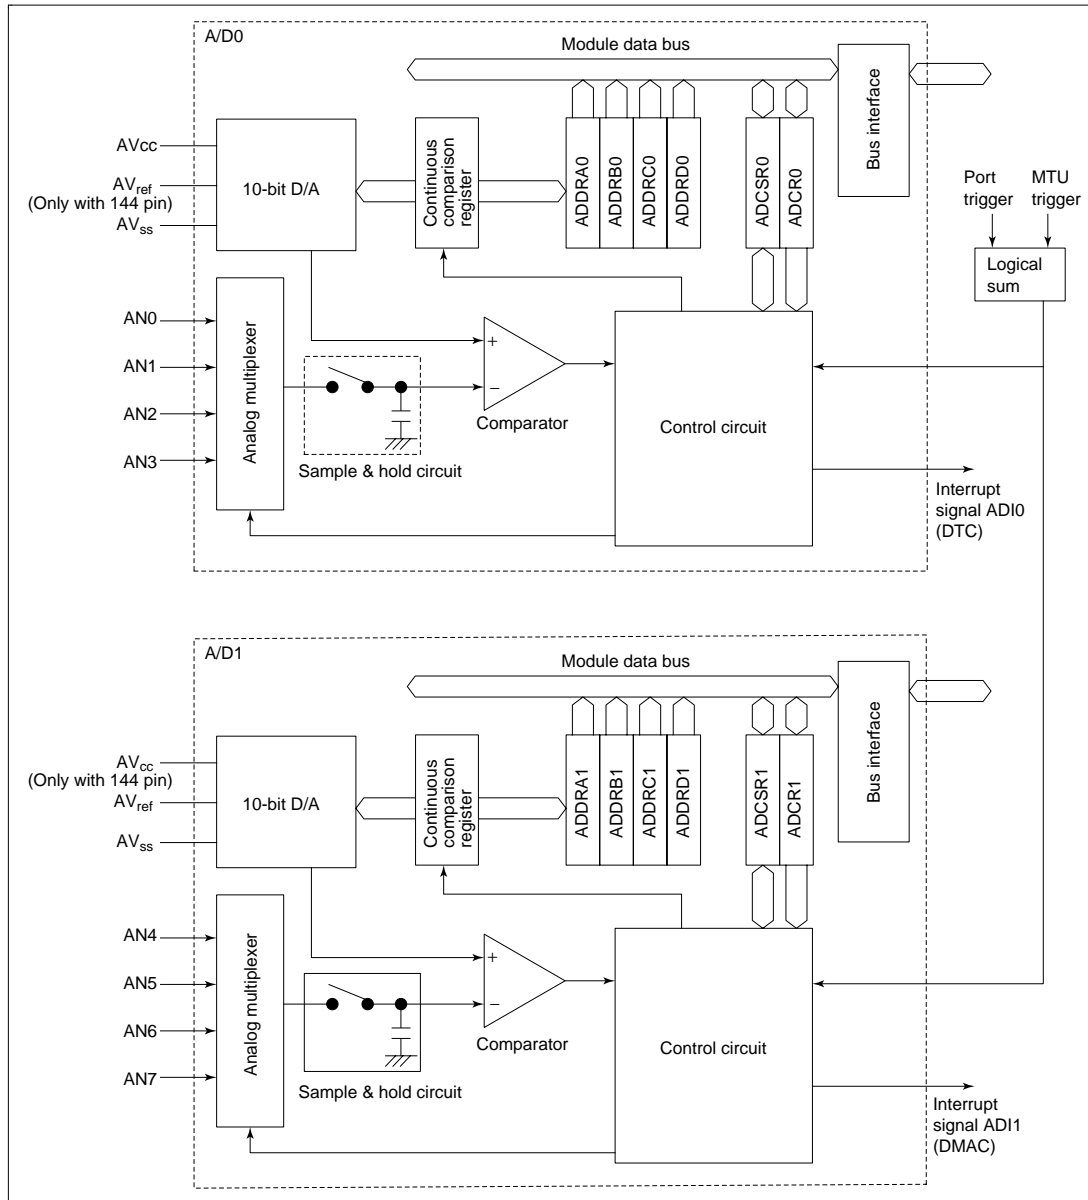 A/D0
Module data bus
Bus interface
AVcc
AVref
(Only with 144 pin)
AVss
10-bit D/A
Continuous
comparison
register
ADDRA0
ADDRB0
ADDRC0
ADDRD0
ADCSR0
ADCR0
Port
trigger
MTU
trigger
Logical
sum
AN0
AN1
AN2
AN3
Analog multiplexer
+
−
Comparator
Sample & hold circuit
Control circuit
Interrupt
signal ADI0
(DTC)
A/D1
Module data bus
Bus interface
AVcc
(Only with 144 pin)
AVref
AVss
10-bit D/A
Continuous
comparison
register
ADDRA1
ADDRB1
ADDRC1
ADDRD1
ADCSR1
ADCR1
AN4
AN5
AN6
AN7
Analog multiplexer
+
−
Comparator
Sample & hold circuit
Control circuit
Interrupt
signal ADI1
(DMAC)